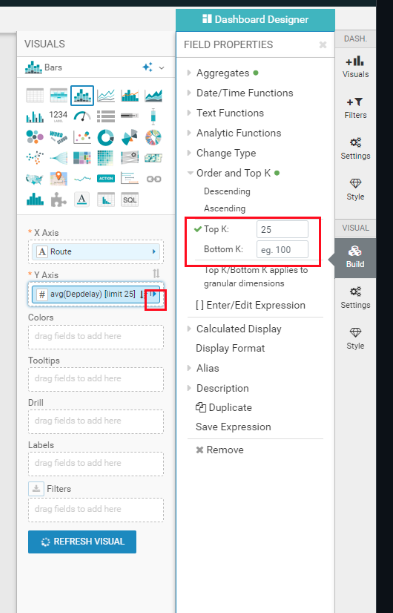 Dashboard Designer
VISUALS
Bars
1234
ACTION
SQL
* X Axis
A Route
* Y Axis
# avg(Depdelay) [limit 25]
Colors
drag fields to add here
Tooltips
drag fields to add here
Drill
drag fields to add here
Labels
drag fields to add here
Filters
drag fields to add here
REFRESH VISUAL
FIELD PROPERTIES
Aggregates
Date/Time Functions
Text Functions
Analytic Functions
Change Type
Order and Top K
Descending
Ascending
Top K: 25
Bottom K: eg. 100
Top K/Bottom K applies to
granular dimensions
[ ] Enter/Edit Expression
Calculated Display
Display Format
Alias
Description
Duplicate
Save Expression
Remove
DASH.
Visuals
Filters
Settings
Style
VISUAL
Build
Settings
Style